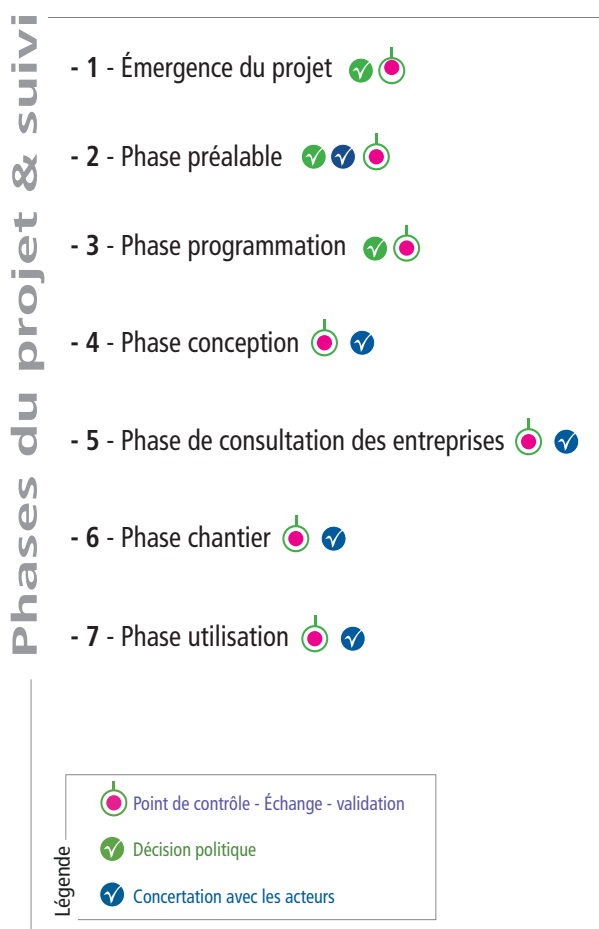 Phases du projet & suivi
- 1 - Émergence du projet
- 2 - Phase préalable
- 3 - Phase programmation
- 4 - Phase conception
- 5 - Phase de consultation des entreprises
- 6 - Phase chantier
- 7 - Phase utilisation
Légende
Point de contrôle - Échange - validation
Décision politique
Concertation avec les acteurs